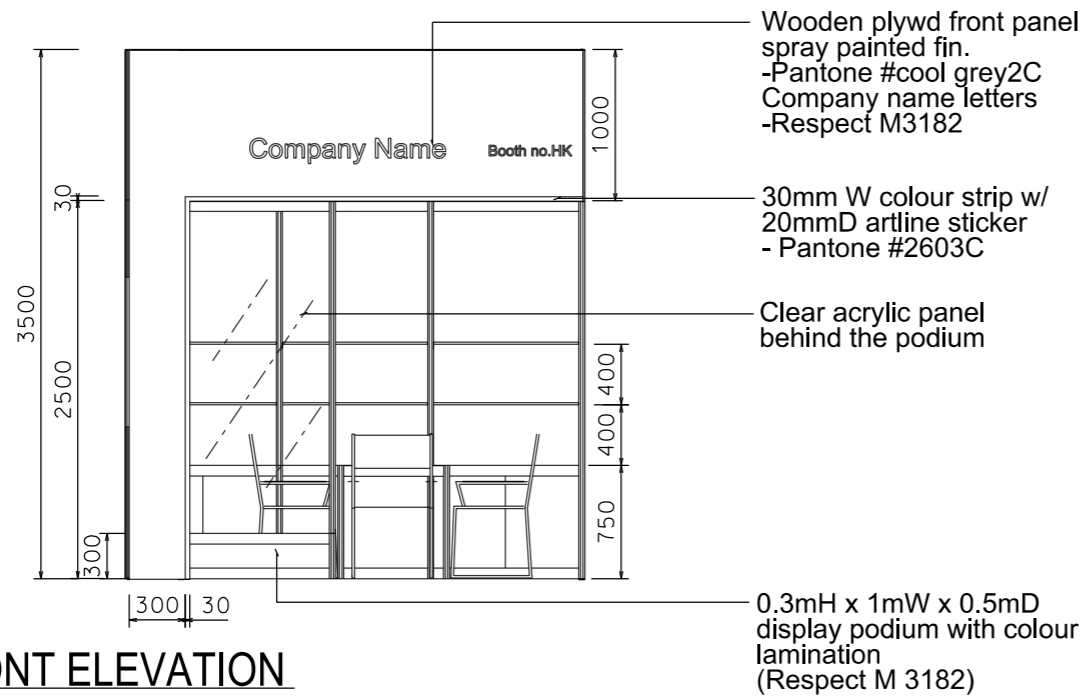 Wooden plywd front panel
spray painted fin.
-Pantone #cool grey2C
Company name letters
-Respect M3182
1000
Company Name
Booth no.HK
30
30mm W colour strip w/
20mmD artline sticker
- Pantone #2603C
3500
Clear acrylic panel
behind the podium
2500
400
400
750
300
300
30
0.3mH x 1mW x 0.5mD
display podium with colour
lamination
(Respect M 3182)
ONT ELEVATION